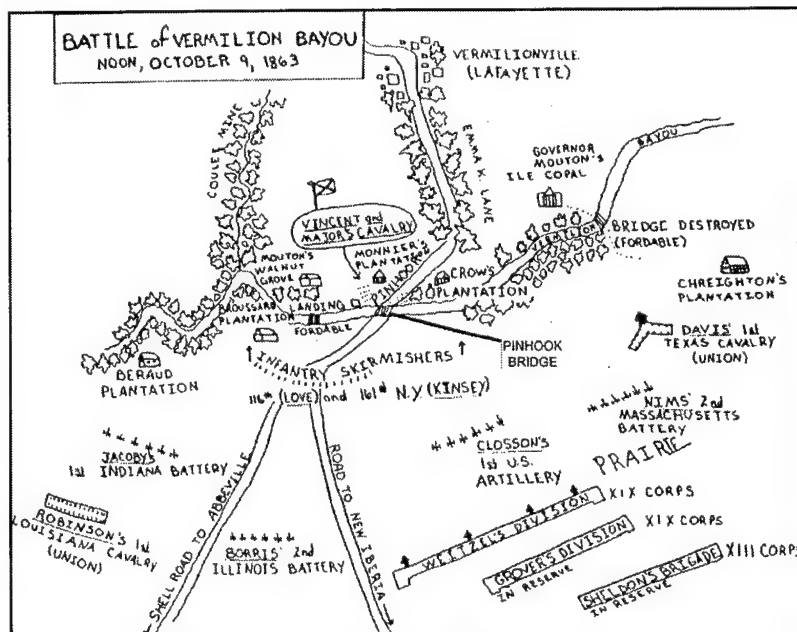 BATTLE of VERMILION BAYOU
NOON, OCTOBER 9, 1863
VERMILIONVILLE
(LAFAYETTE)
COULEE MINE
EMMA K. LANE
GOVERNOR
MOUTON'S
ILE COPAL
BAYOU
VERMILION
BRIDGE DESTROYED
(FORDABLE)
VINCENT and
MAJOR'S CAVALRY
MONNIER'S
PLANTATION
PINHOOK
MOUTON'S
WALNUT
GROVE
CROW'S
PLANTATION
CHREIGHTON'S
PLANTATION
BROUSSARD
PLANTATION
LANDING
FORDABLE
PINHOOK
BRIDGE
DAVIS' 1st
TEXAS CAVALRY
(UNION)
BERAUD
PLANTATION
INFANTRY SKIRMISHERS
116th (LOVE) and 161st N.Y (KINSEY)
NIMS' 2nd
MASSACHUSETTS
BATTERY
JACOBY'S
1st INDIANA BATTERY
CLOSSON'S
1st U.S.
ARTILLERY
PRAIRIE
ROBINSON'S 1st
LOUISIANA CAVALRY
(UNION)
SHELL ROAD TO ABBEVILLE
BORRIS' 2nd
ILLINOIS BATTERY
ROAD TO NEW IBERIA
WEITZEL'S DIVISION
XIX CORPS
GROVER'S DIVISION
IN RESERVE
XIX CORPS
SHELDON'S BRIGADE
IN RESERVE
XIII CORPS